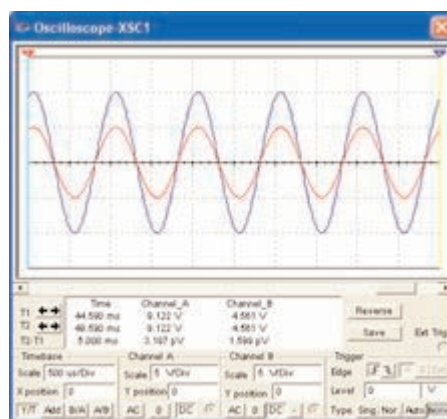 Oscilloscope-XSC1
Time Channel_A Channel_B
T1 44.590 ms 9.122 V 4.561 V
T2 49.590 ms 9.122 V 4.561 V
T2-T1 5.000 ms 3.197 pV 1.599 pV
Reverse
Save
Ext Trig
Timebase Channel A Channel B Trigger
Scale 500 us/Div Scale 5 V/Div Scale 5 V/Div Edge
X position 0 Y position 0 Y position 0 Level 0 V
Y/T Add B/A A/B AC 0 DC AC 0 DC Type Sing. Nor. Auto